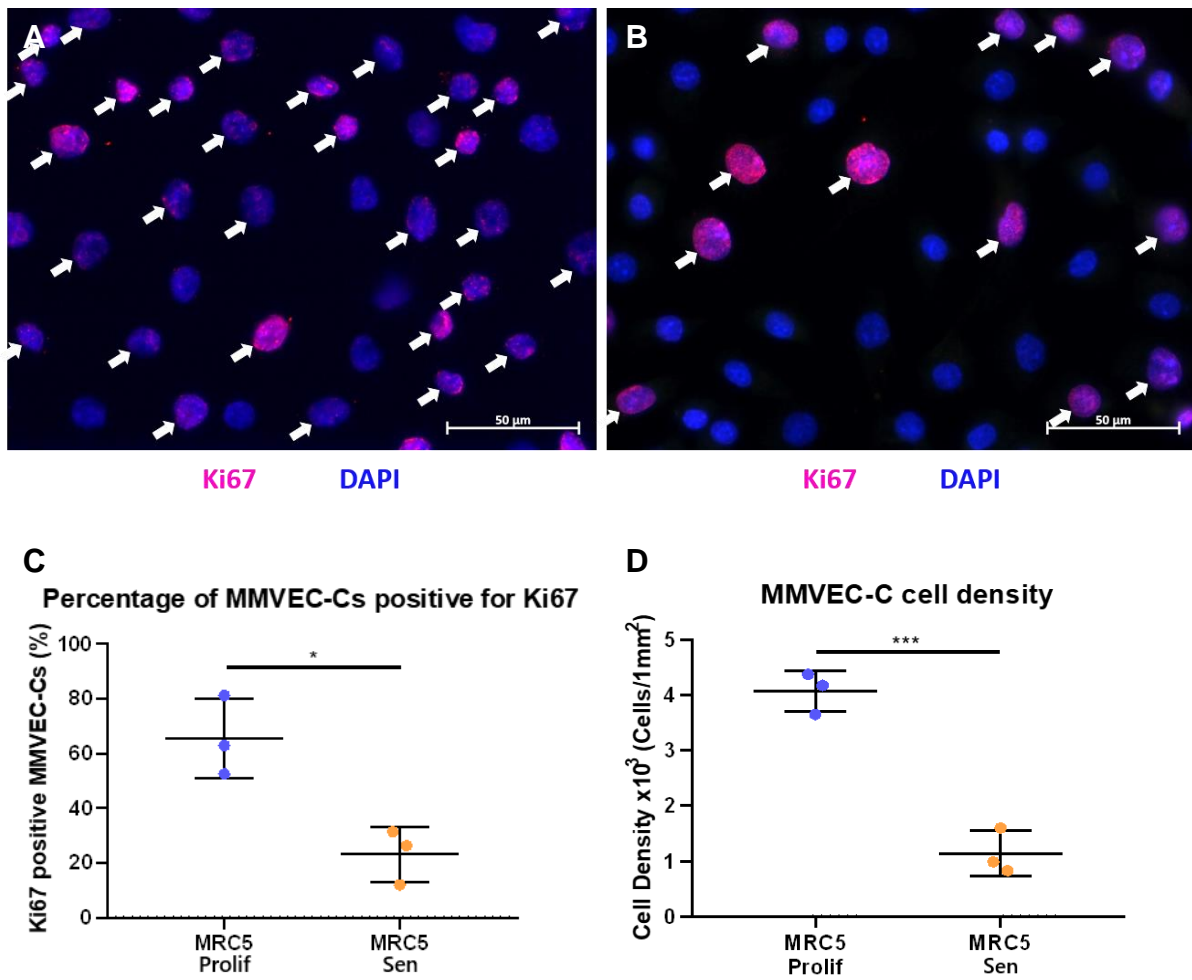 A
B
50 µm
50 µm
Ki67 DAPI
Ki67 DAPI
C
Percentage of MMVEC-Cs positive for Ki67
Ki67 positive MMVEC-Cs (%)
100
80
60
40
20
0
*
MRC5
Prolif
MRC5
Sen
D
MMVEC-C cell density
Cell Density x10³ (Cells/1mm²)
5
4
3
2
1
0
***
MRC5
Prolif
MRC5
Sen